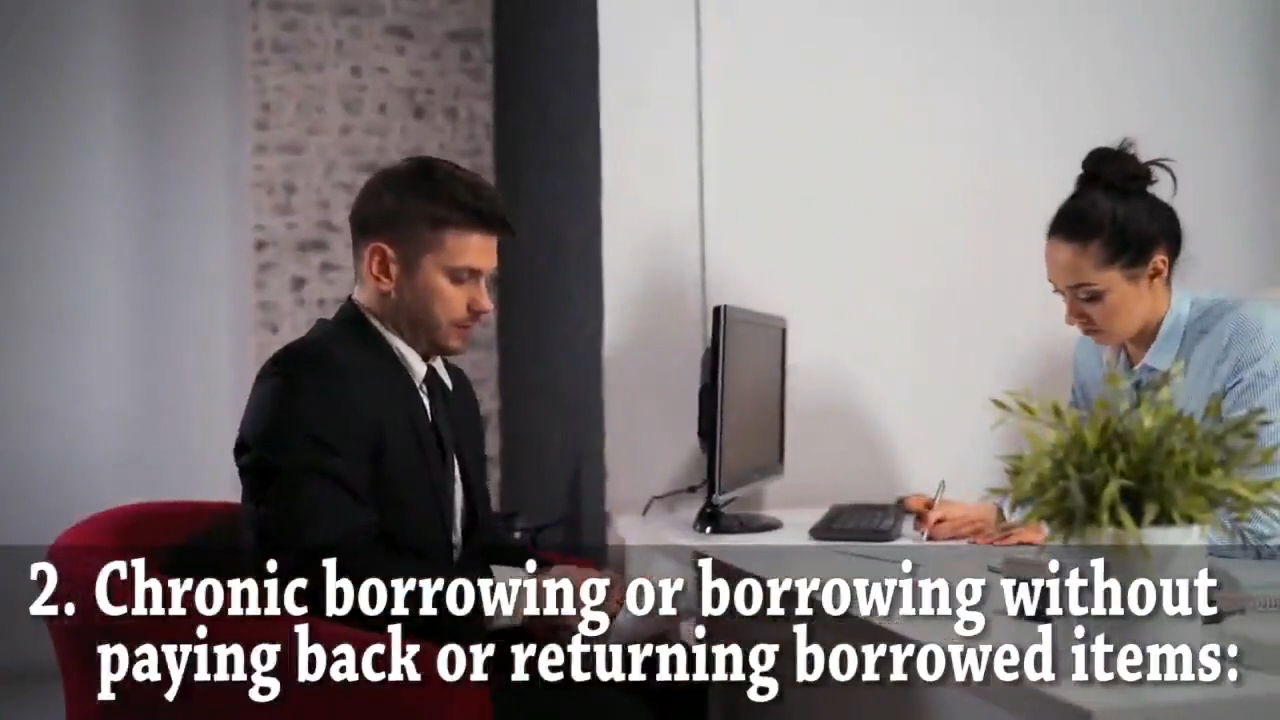 2. Chronic borrowing or borrowing without
paying back or returning borrowed items: